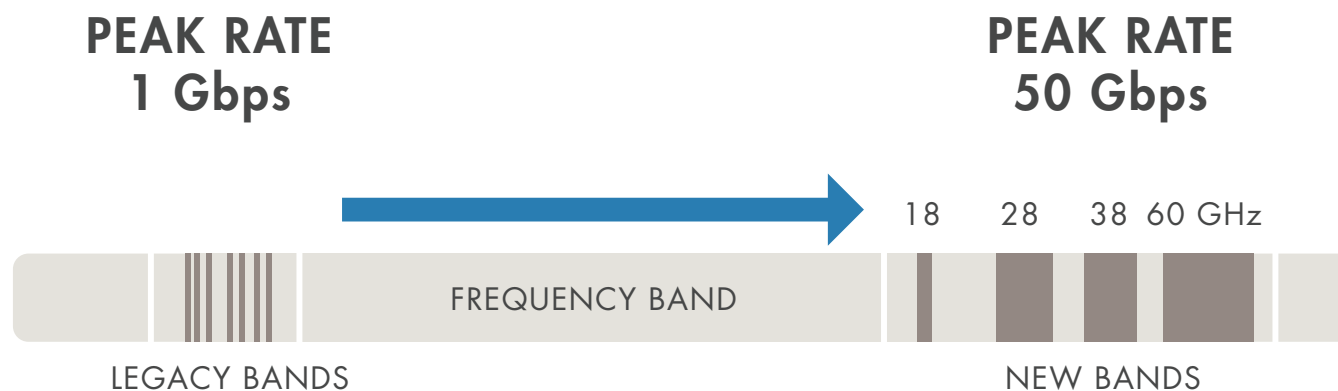 PEAK RATE
1 Gbps
PEAK RATE
50 Gbps
18 28 38 60 GHz
FREQUENCY BAND
LEGACY BANDS
NEW BANDS